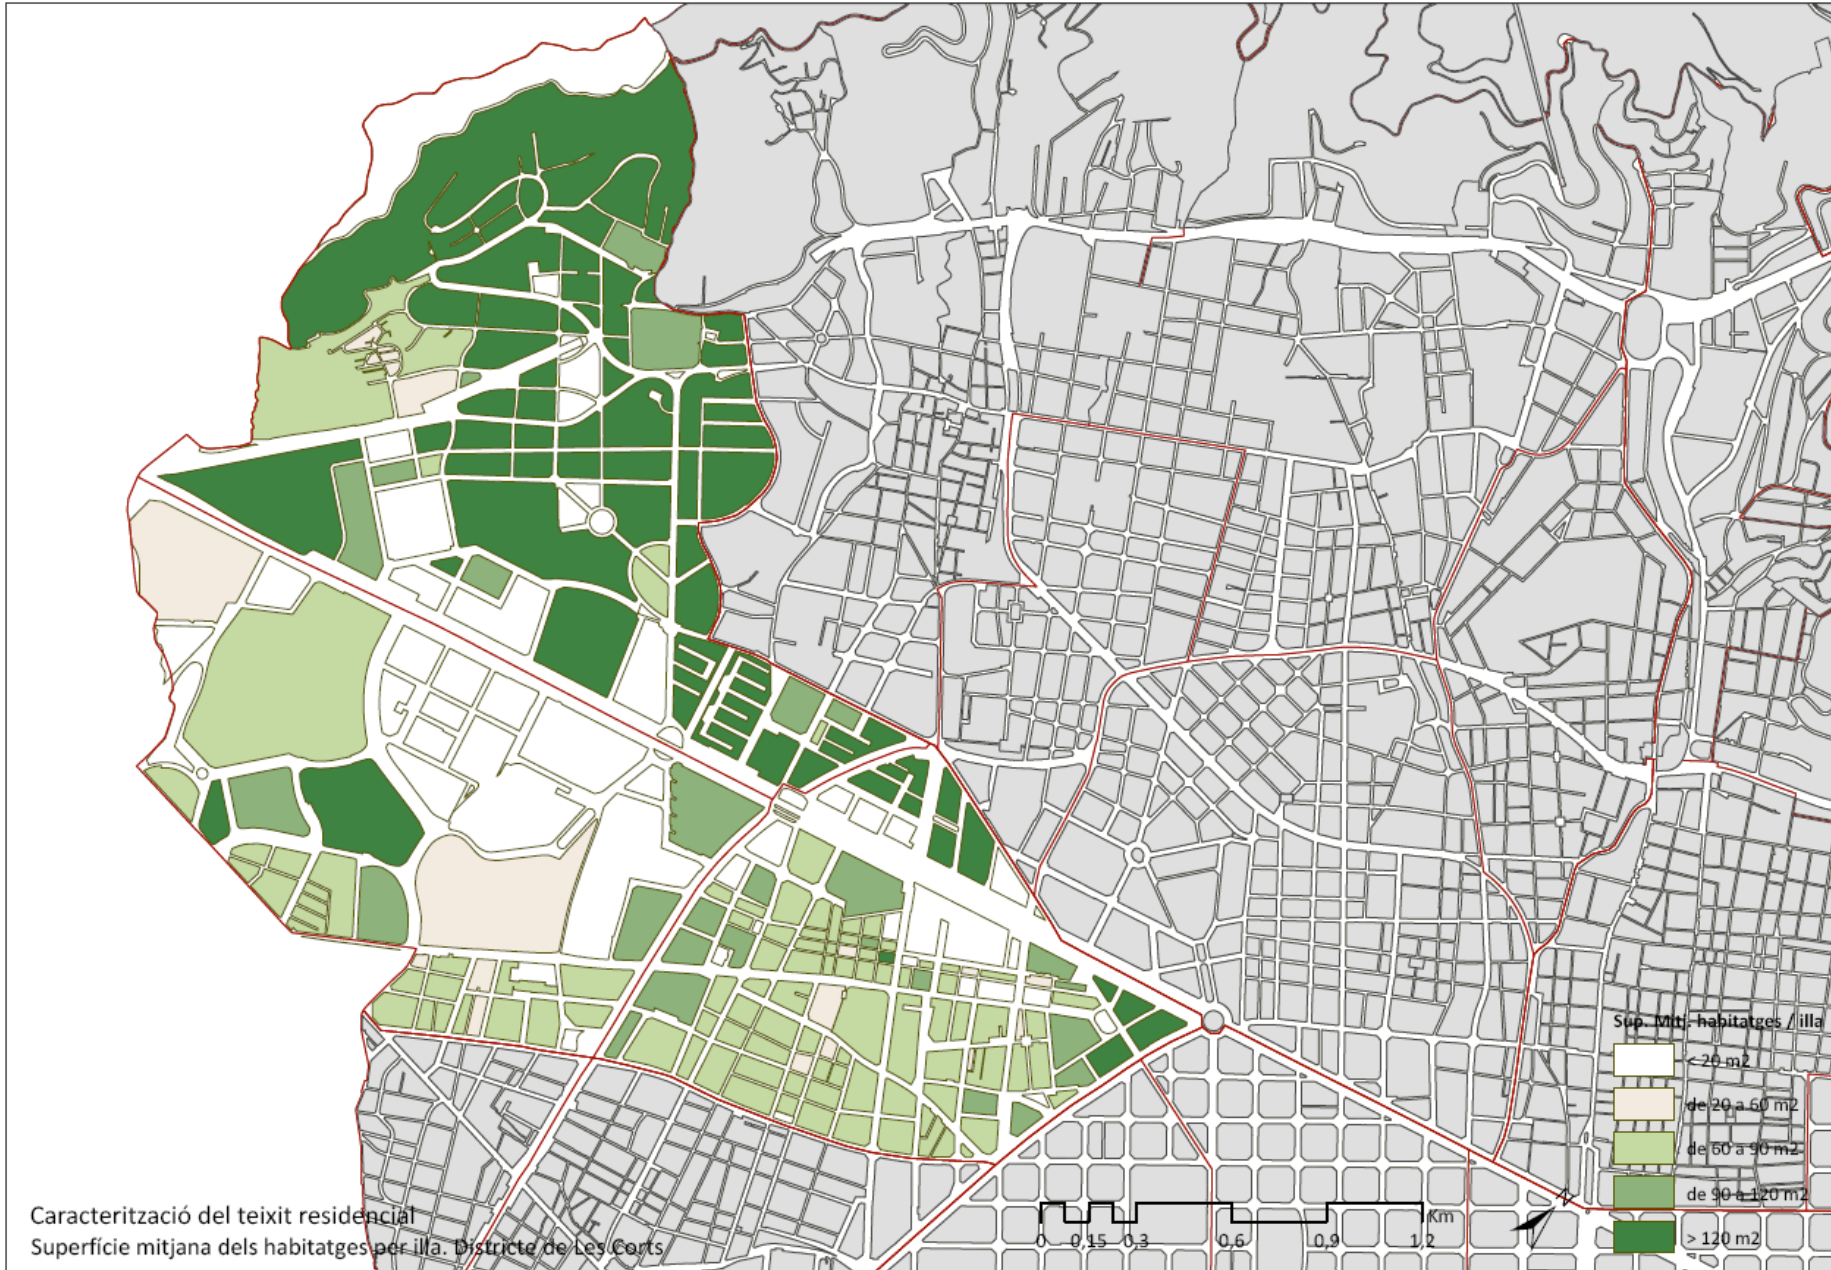 Sup. Mitj. habitatges / illa
< 20 m2
de 20 a 60 m2
de 60 a 90 m2
de 90 a 120 m2
> 120 m2
N
Km
0 0,15 0,3 0,6 0,9 1,2
Caracterització del teixit residencial
Superfície mitjana dels habitatges per illa. Districte de Les Corts